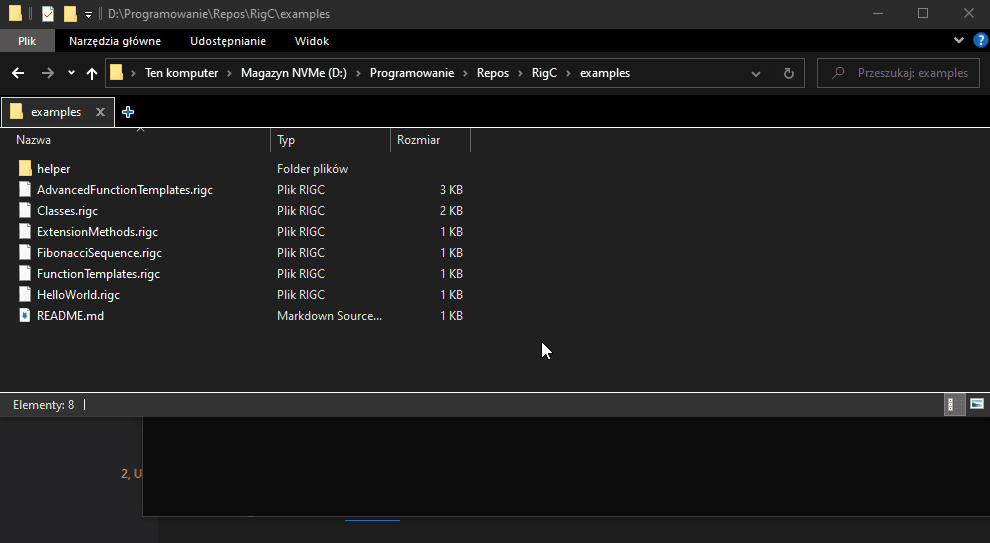 D:\Programowanie\Repos\RigC\examples
Plik Narzędzia główne Udostępnianie Widok
Ten komputer Magazyn NVMe (D:) Programowanie Repos RigC examples Przeszukaj: examples
examples
Nazwa Typ Rozmiar
helper Folder plików
AdvancedFunctionTemplates.rigc Plik RIGC 3 KB
Classes.rigc Plik RIGC 2 KB
ExtensionMethods.rigc Plik RIGC 1 KB
FibonacciSequence.rigc Plik RIGC 1 KB
FunctionTemplates.rigc Plik RIGC 1 KB
HelloWorld.rigc Plik RIGC 1 KB
README.md Markdown Source... 1 KB
Elementy: 8
2, U